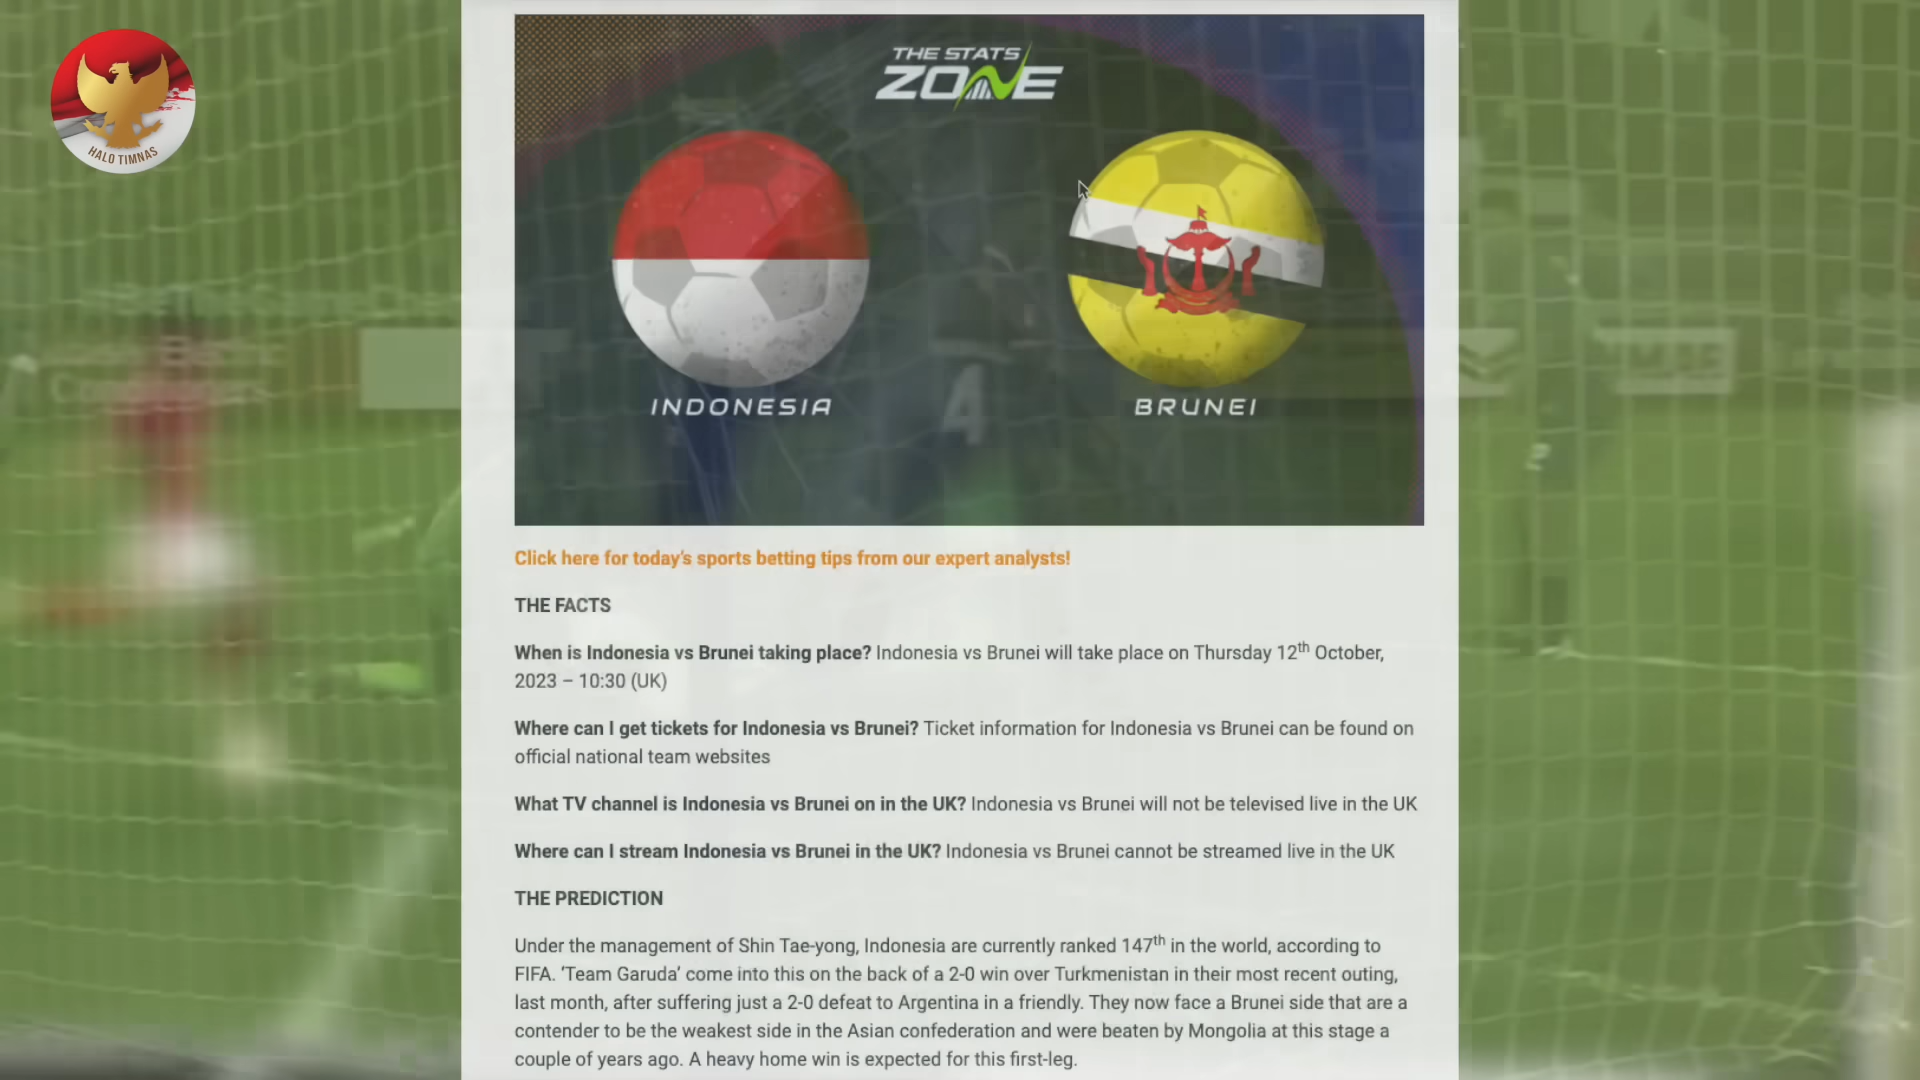 HALO TIMNAS
THE STATS
ZONE
INDONESIA
BRUNEI
Click here for today's sports betting tips from our expert analysts!
THE FACTS
When is Indonesia vs Brunei taking place? Indonesia vs Brunei will take place on Thursday 12th October,
2023 – 10:30 (UK)
Where can I get tickets for Indonesia vs Brunei? Ticket information for Indonesia vs Brunei can be found on
official national team websites
What TV channel is Indonesia vs Brunei on in the UK? Indonesia vs Brunei will not be televised live in the UK
Where can I stream Indonesia vs Brunei in the UK? Indonesia vs Brunei cannot be streamed live in the UK
THE PREDICTION
Under the management of Shin Tae-yong, Indonesia are currently ranked 147th in the world, according to
FIFA. 'Team Garuda' come into this on the back of a 2-0 win over Turkmenistan in their most recent outing,
last month, after suffering just a 2-0 defeat to Argentina in a friendly. They now face a Brunei side that are a
contender to be the weakest side in the Asian confederation and were beaten by Mongolia at this stage a
couple of years ago. A heavy home win is expected for this first-leg.